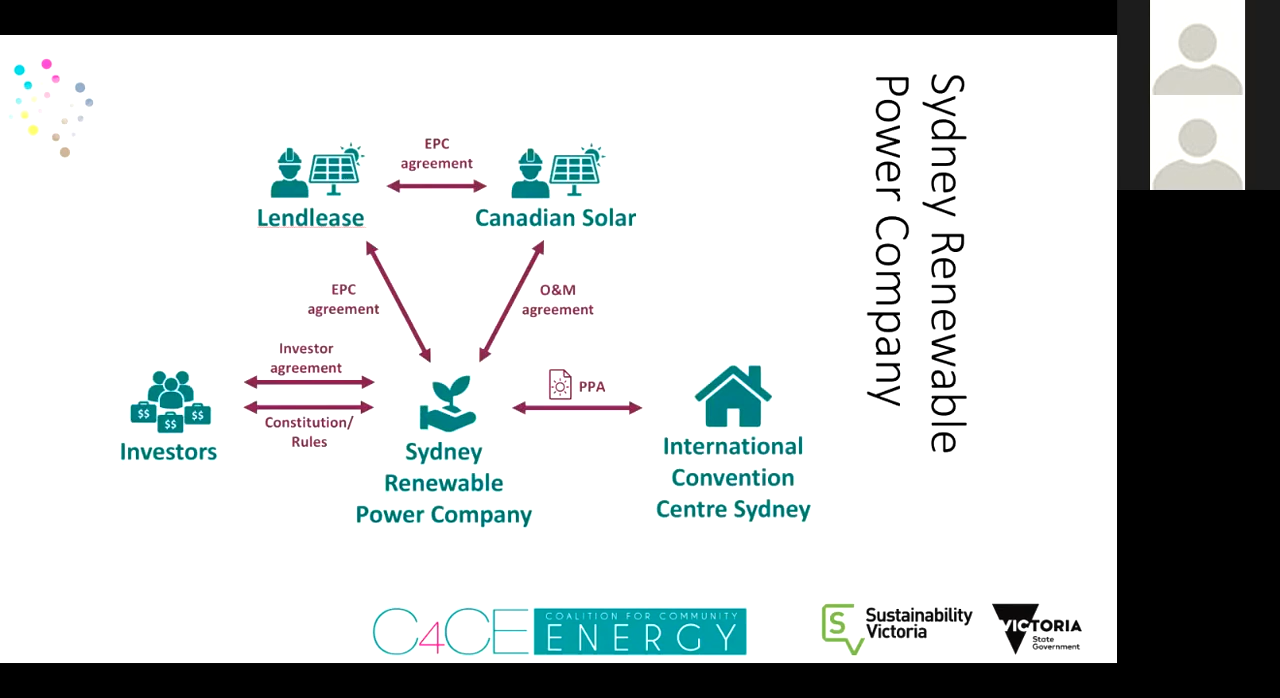 Sydney Renewable
Power Company
EPC
agreement
Lendlease
Canadian Solar
EPC
agreement
O&M
agreement
Investor
agreement
Constitution/
Rules
PPA
$$
$$
$$
Investors
Sydney
Renewable
Power Company
International
Convention
Centre Sydney
C4CE
COALITION FOR COMMUNITY
ENERGY
S
Sustainability
Victoria
VICTORIA
State
Government